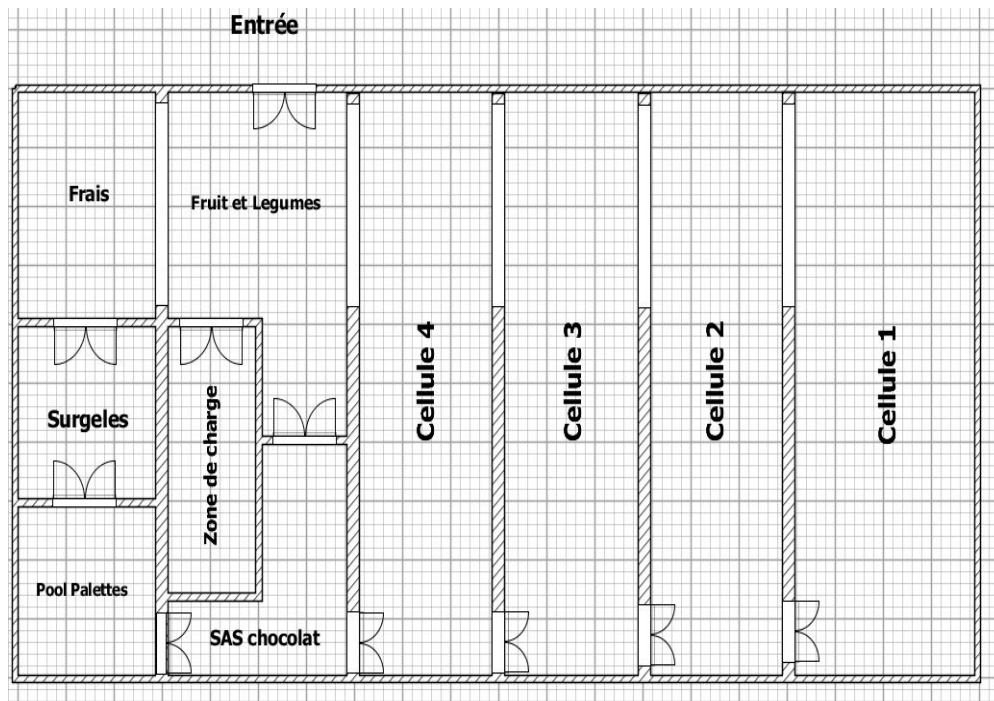 Entrée
Frais
Fruit et Legumes
Cellule 4
Cellule 3
Cellule 2
Cellule 1
Surgeles
Zone de charge
Pool Palettes
SAS chocolat